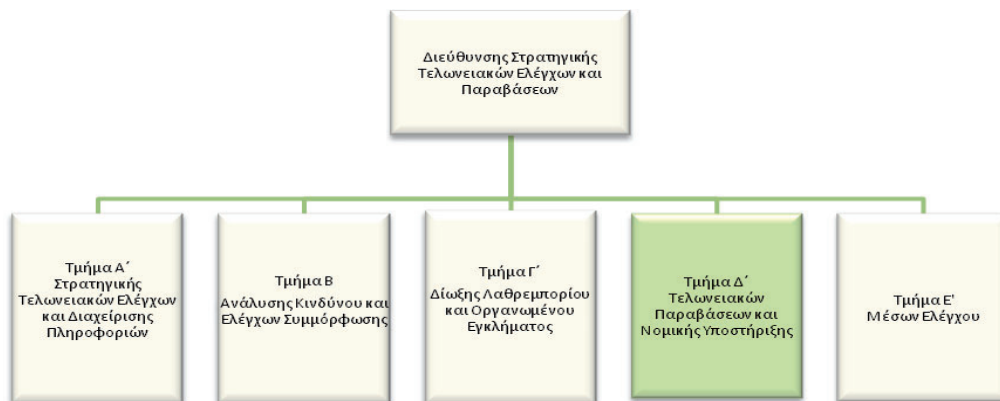 Διεύθυνσης Στρατηγικής
Τελωνειακών Ελέγχων και
Παραβάσεων
Τμήμα Α΄
Στρατηγικής
Τελωνειακών Ελέγχων
και Διαχείρισης
Πληροφοριών
Τμήμα Β
Ανάλυσης Κινδύνου και
Ελέγχων Συμμόρφωσης
Τμήμα Γ΄
Δίωξης Λαθρεμπορίου
και Οργανωμένου
Εγκλήματος
Τμήμα Δ΄
Τελωνειακών
Παραβάσεων και
Νομικής Υποστήριξης
Τμήμα Ε'
Μέσων Ελέγχου